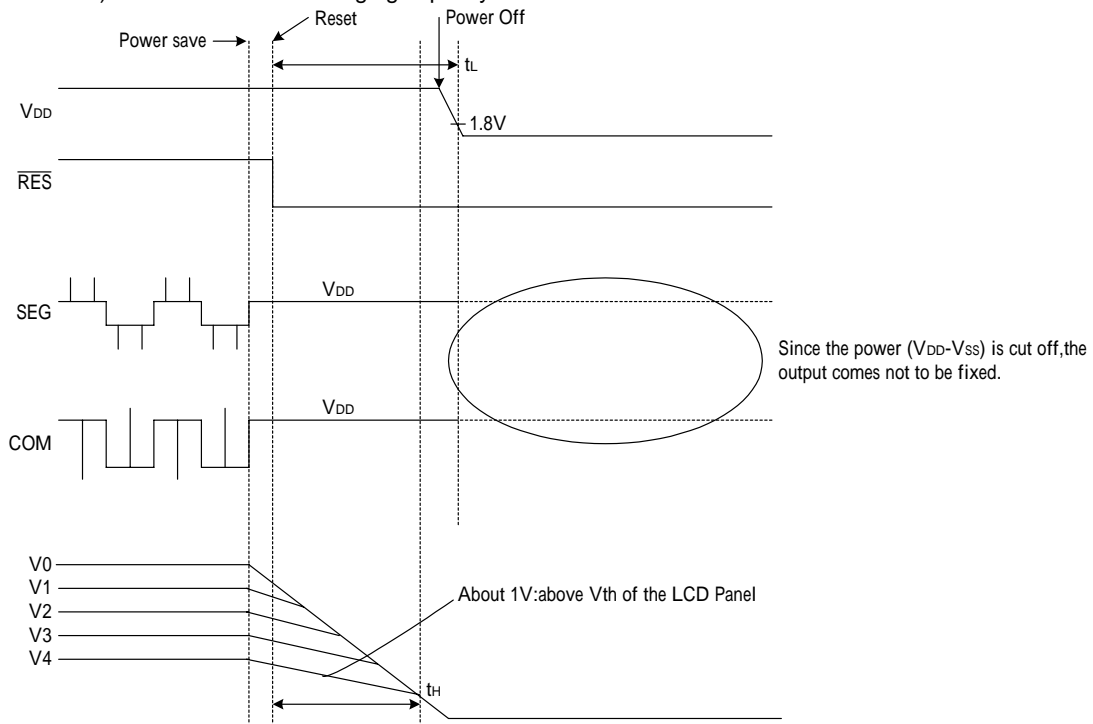 Reset
Power Off
Power save
tL
VDD
1.8V
RES
SEG
VDD
Since the power (VDD-VSS) is cut off,the
output comes not to be fixed.
COM
VDD
V0
V1
V2
V3
V4
About 1V:above Vth of the LCD Panel
tH